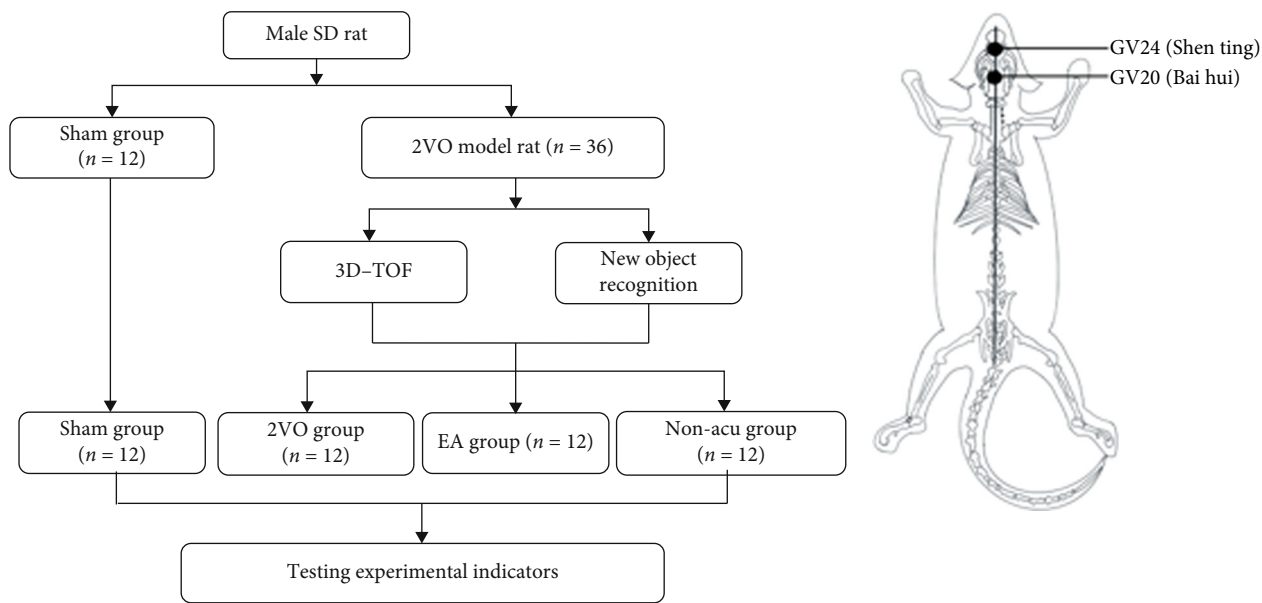 Male SD rat
Sham group
(n = 12)
2VO model rat (n = 36)
3D–TOF
New object
recognition
Sham group
(n = 12)
2VO group
(n = 12)
EA group (n = 12)
Non-acu group
(n = 12)
Testing experimental indicators
GV24 (Shen ting)
GV20 (Bai hui)